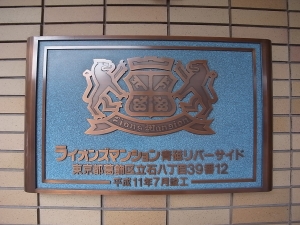 Lions Mansion
ライオンズマンション青砥リバーサイド
東京都葛飾区立石八丁目39番12
平成11年7月竣工